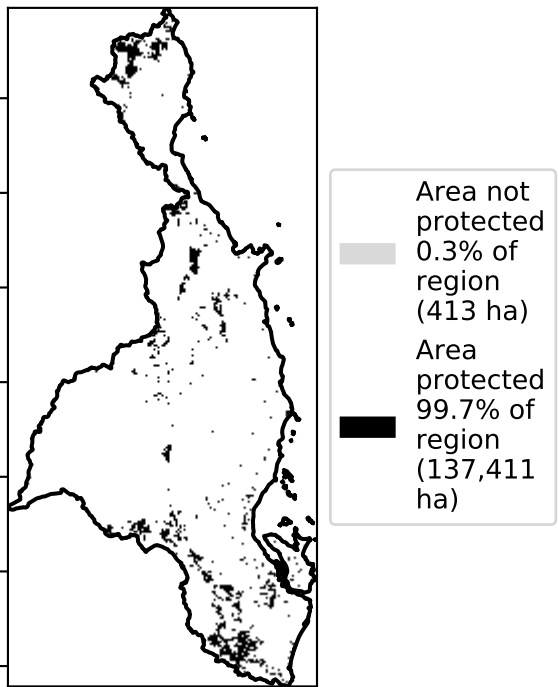 Area not
protected
0.3% of
region
(413 ha)
Area
protected
99.7% of
region
(137,411
ha)